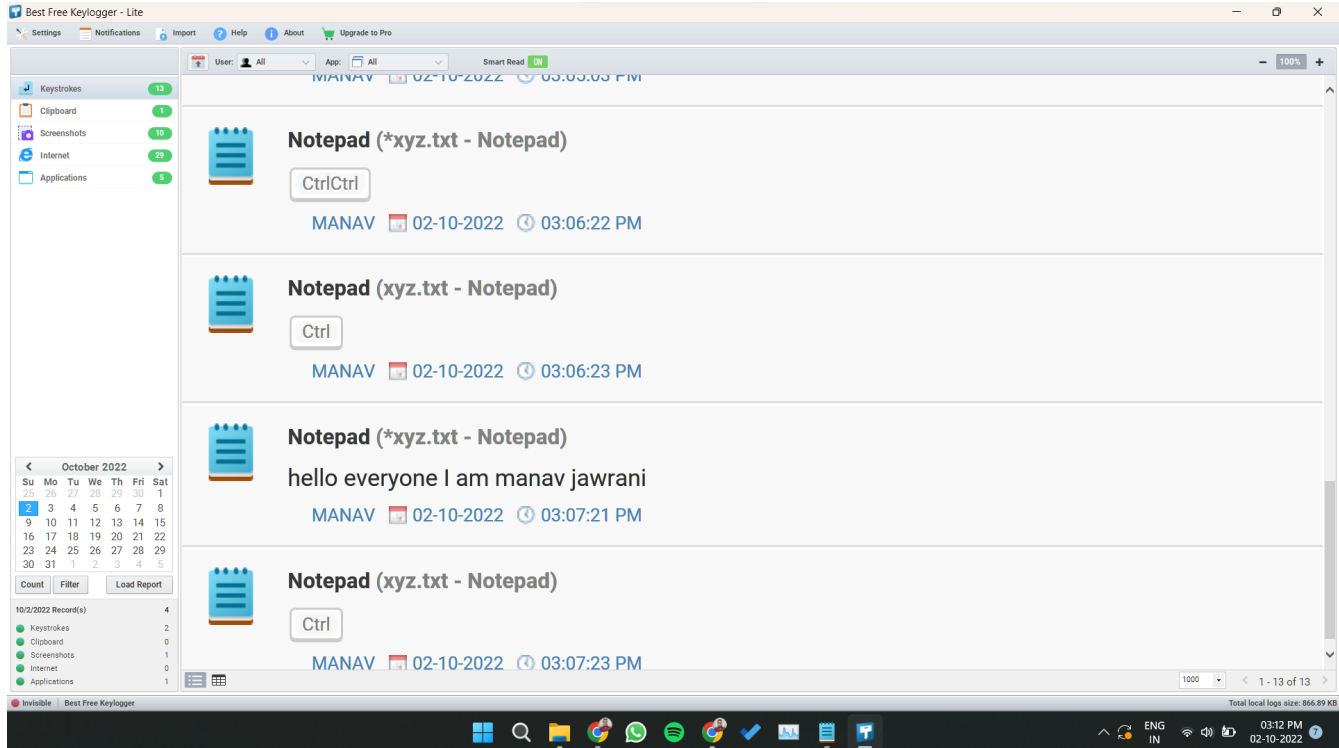 Best Free Keylogger - Lite
Settings Notifications Import Help About Upgrade to Pro
User: All App: All Smart Read ON 100%
Keystrokes 13
Clipboard 1
Screenshots 10
Internet 29
Applications 5
MANAV 02-10-2022 03:05:03 PM
Notepad (*xyz.txt - Notepad)
CtrlCtrl
MANAV 02-10-2022 03:06:22 PM
Notepad (xyz.txt - Notepad)
Ctrl
MANAV 02-10-2022 03:06:23 PM
Notepad (*xyz.txt - Notepad)
hello everyone I am manav jawrani
MANAV 02-10-2022 03:07:21 PM
Notepad (xyz.txt - Notepad)
Ctrl
MANAV 02-10-2022 03:07:23 PM
October 2022
Su Mo Tu We Th Fri Sat
25 26 27 28 29 30 1
2 3 4 5 6 7 8
9 10 11 12 13 14 15
16 17 18 19 20 21 22
23 24 25 26 27 28 29
30 31 1 2 3 4 5
Count Filter Load Report
10/2/2022 Record(s) 4
Keystrokes 2
Clipboard 0
Screenshots 1
Internet 0
Applications 1
1000 1 - 13 of 13
Invisible Best Free Keylogger Total local logs size: 866.89 KB
ENG
IN
03:12 PM
02-10-2022
7